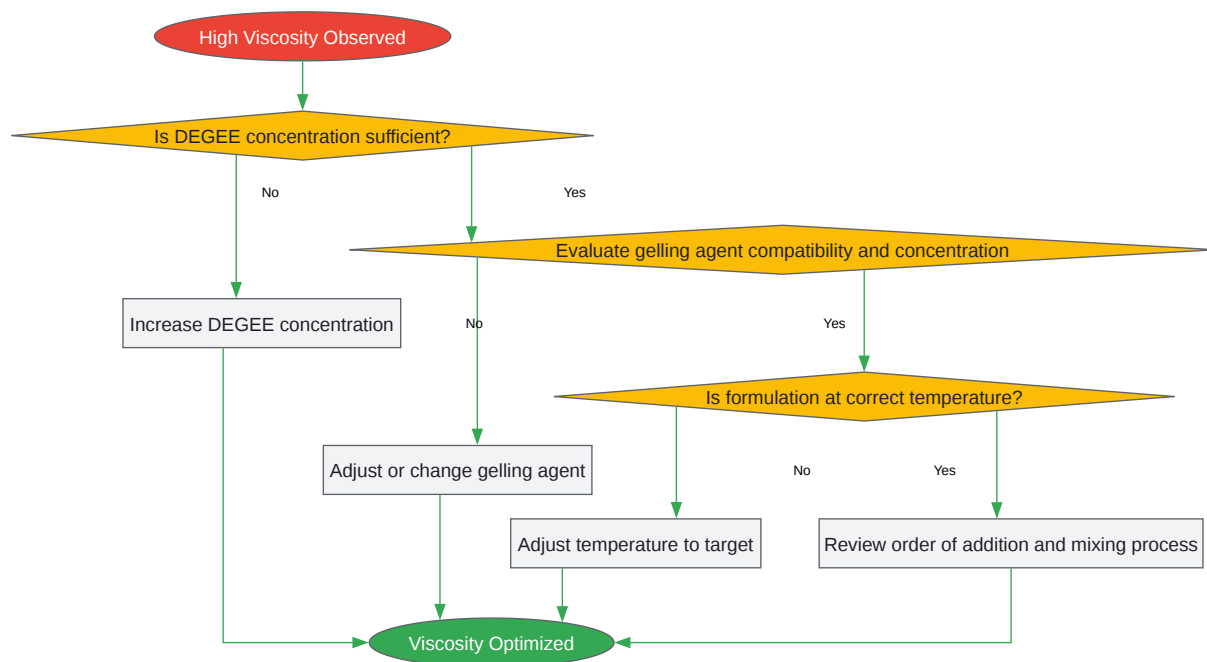 High Viscosity Observed
Is DEGEE concentration sufficient?
No
Yes
Evaluate gelling agent compatibility and concentration
Increase DEGEE concentration
No
Yes
Is formulation at correct temperature?
Adjust or change gelling agent
No
Yes
Adjust temperature to target
Review order of addition and mixing process
Viscosity Optimized